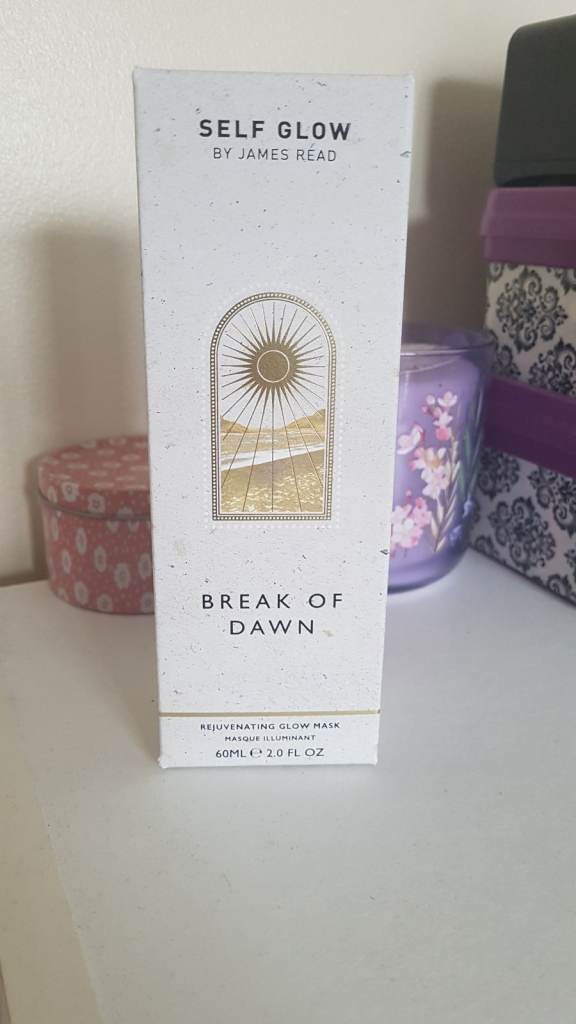 SELF GLOW
BY JAMES READ
BREAK OF
DAWN
REJUVENATING GLOW MASK
MASQUE ILLUMINANT
60ML ℮ 2.0 FL OZ